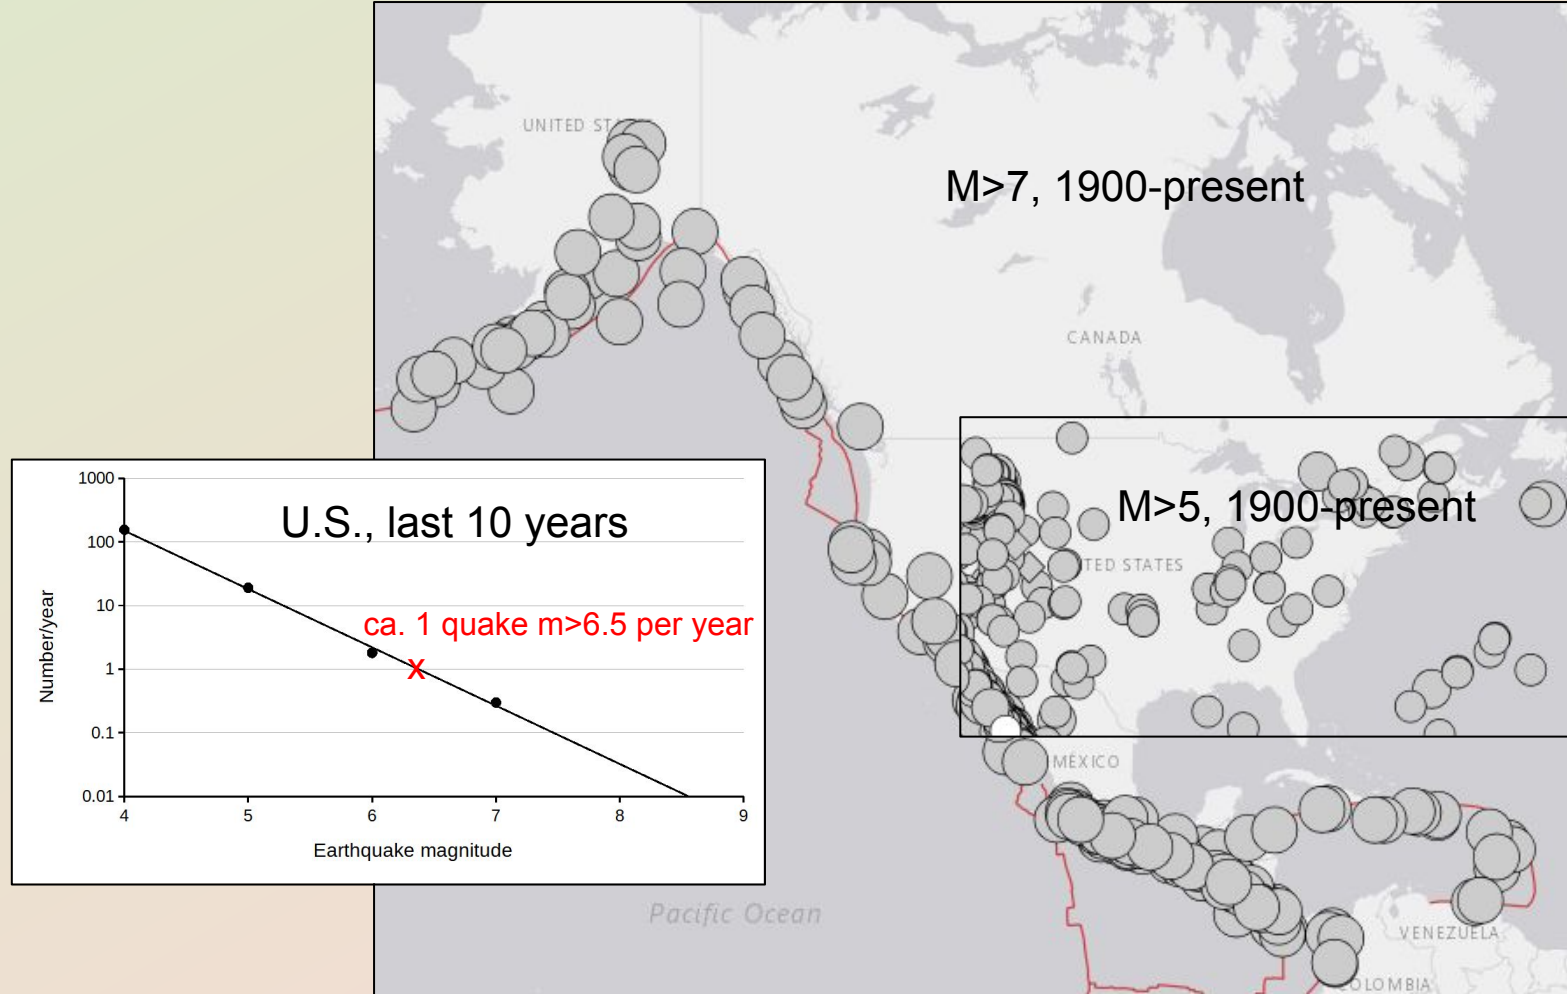 UNITED ST
M>7, 1900-present
CANADA
M>5, 1900-present
TED STATES
MÉXICO
Pacific Ocean
VENEZUELA
OLOMBIA
U.S., last 10 years
ca. 1 quake m>6.5 per year
x
Number/year
1000
100
10
1
0.1
0.01
4 5 6 7 8 9
Earthquake magnitude